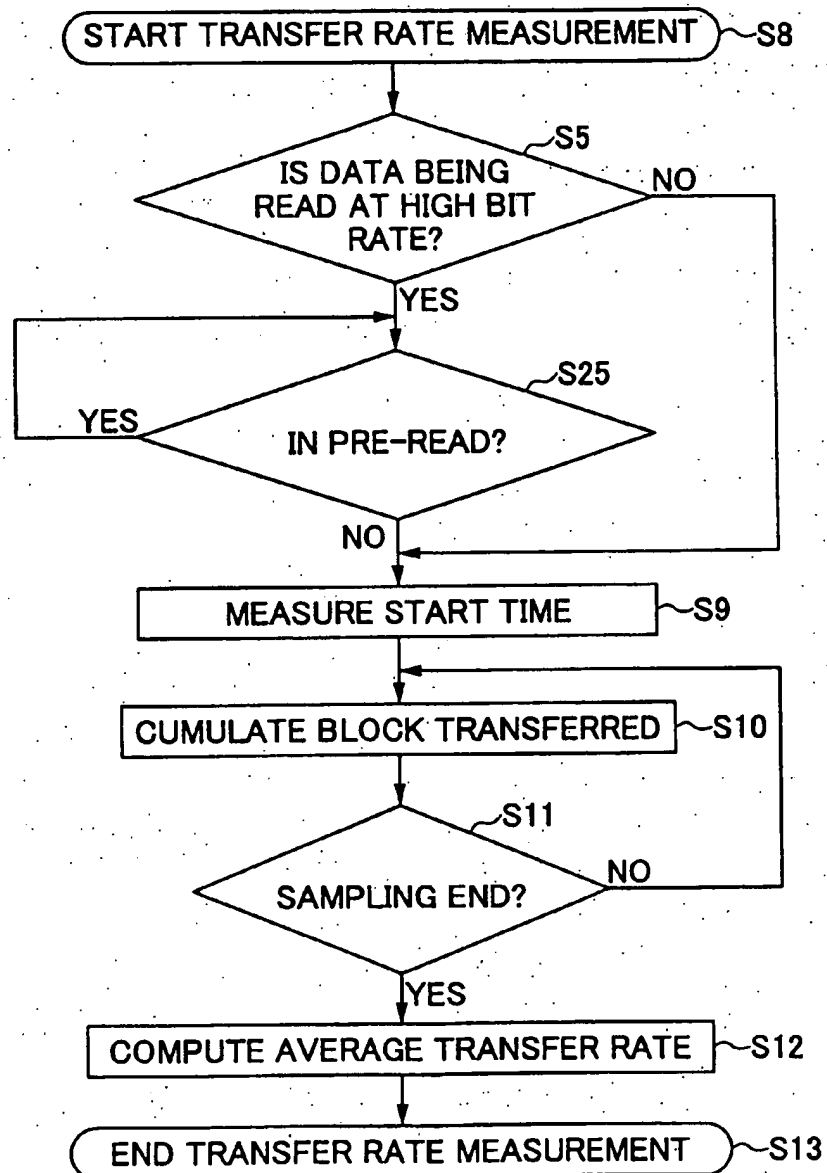 START TRANSFER RATE MEASUREMENT S8
S5
IS DATA BEING
READ AT HIGH BIT
RATE?
NO
YES
S25
YES
IN PRE-READ?
NO
MEASURE START TIME S9
CUMULATE BLOCK TRANSFERRED S10
S11
NO
SAMPLING END?
YES
COMPUTE AVERAGE TRANSFER RATE S12
END TRANSFER RATE MEASUREMENT S13